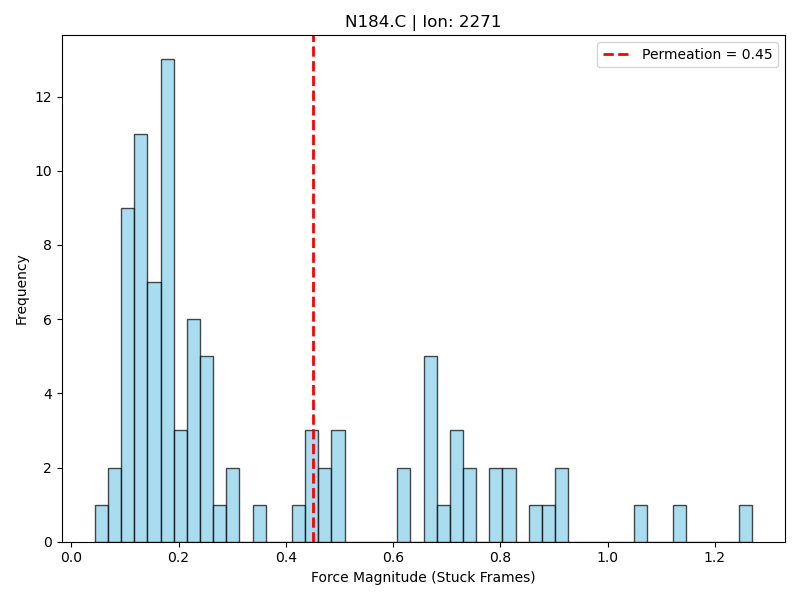 N184.C | Ion: 2271
Permeation = 0.45
Frequency
12
10
8
6
4
2
0
0.0 0.2 0.4 0.6 0.8 1.0 1.2
Force Magnitude (Stuck Frames)